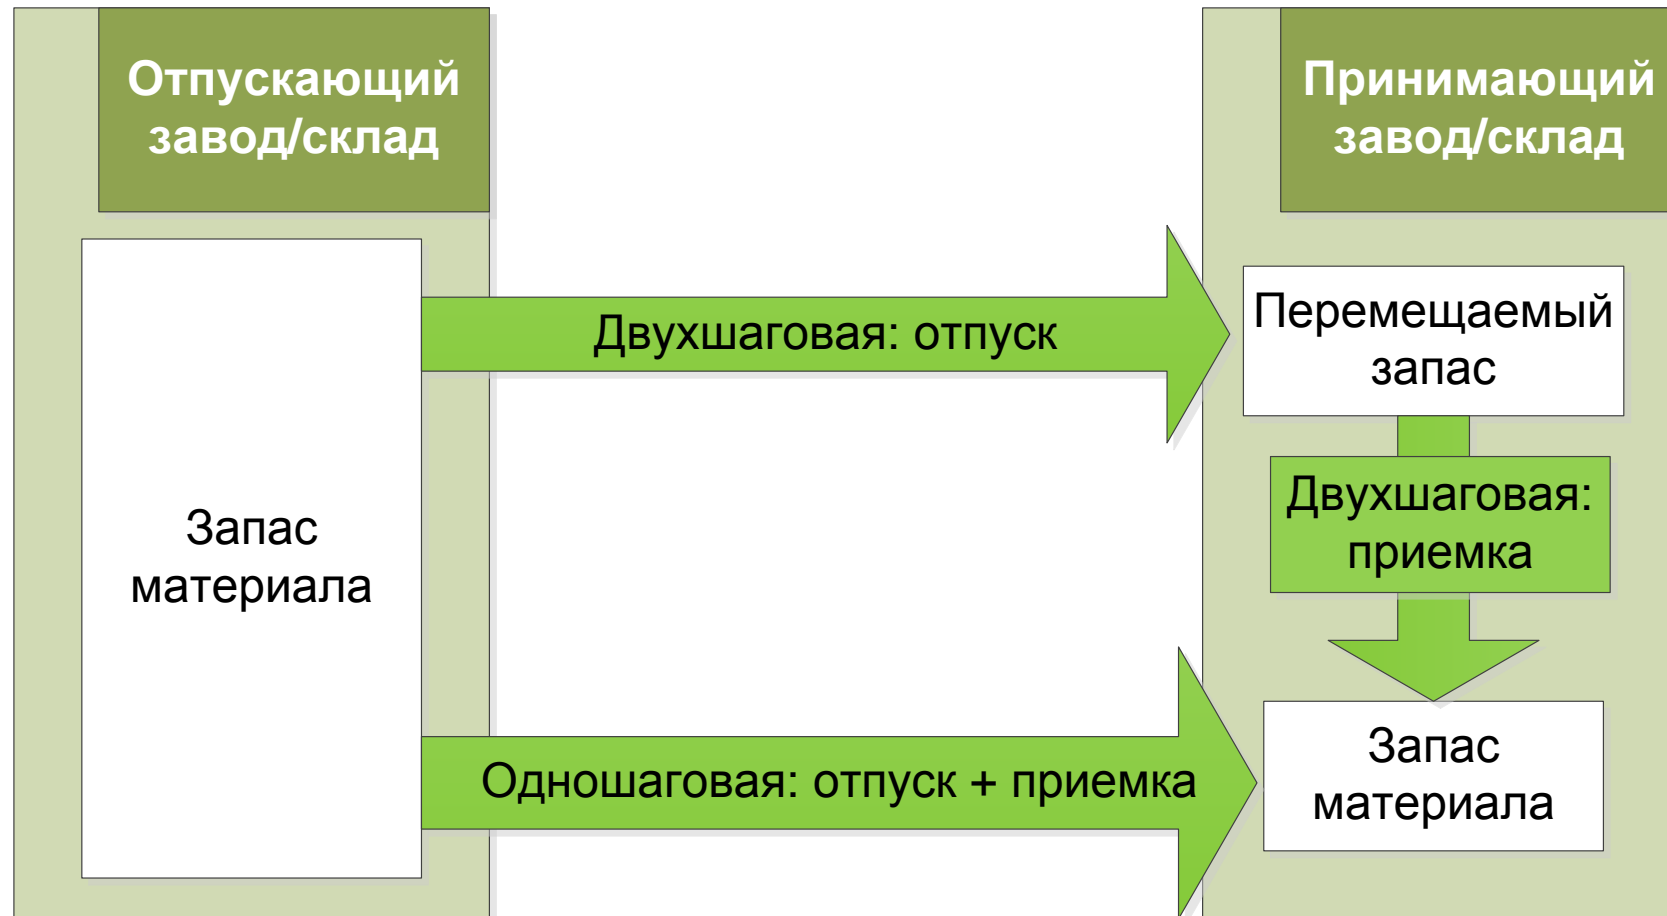 Отпускающий
завод/склад
Принимающий
завод/склад
Запас
материала
Двухшаговая: отпуск
Перемещаемый
запас
Двухшаговая:
приемка
Одношаговая: отпуск + приемка
Запас
материала